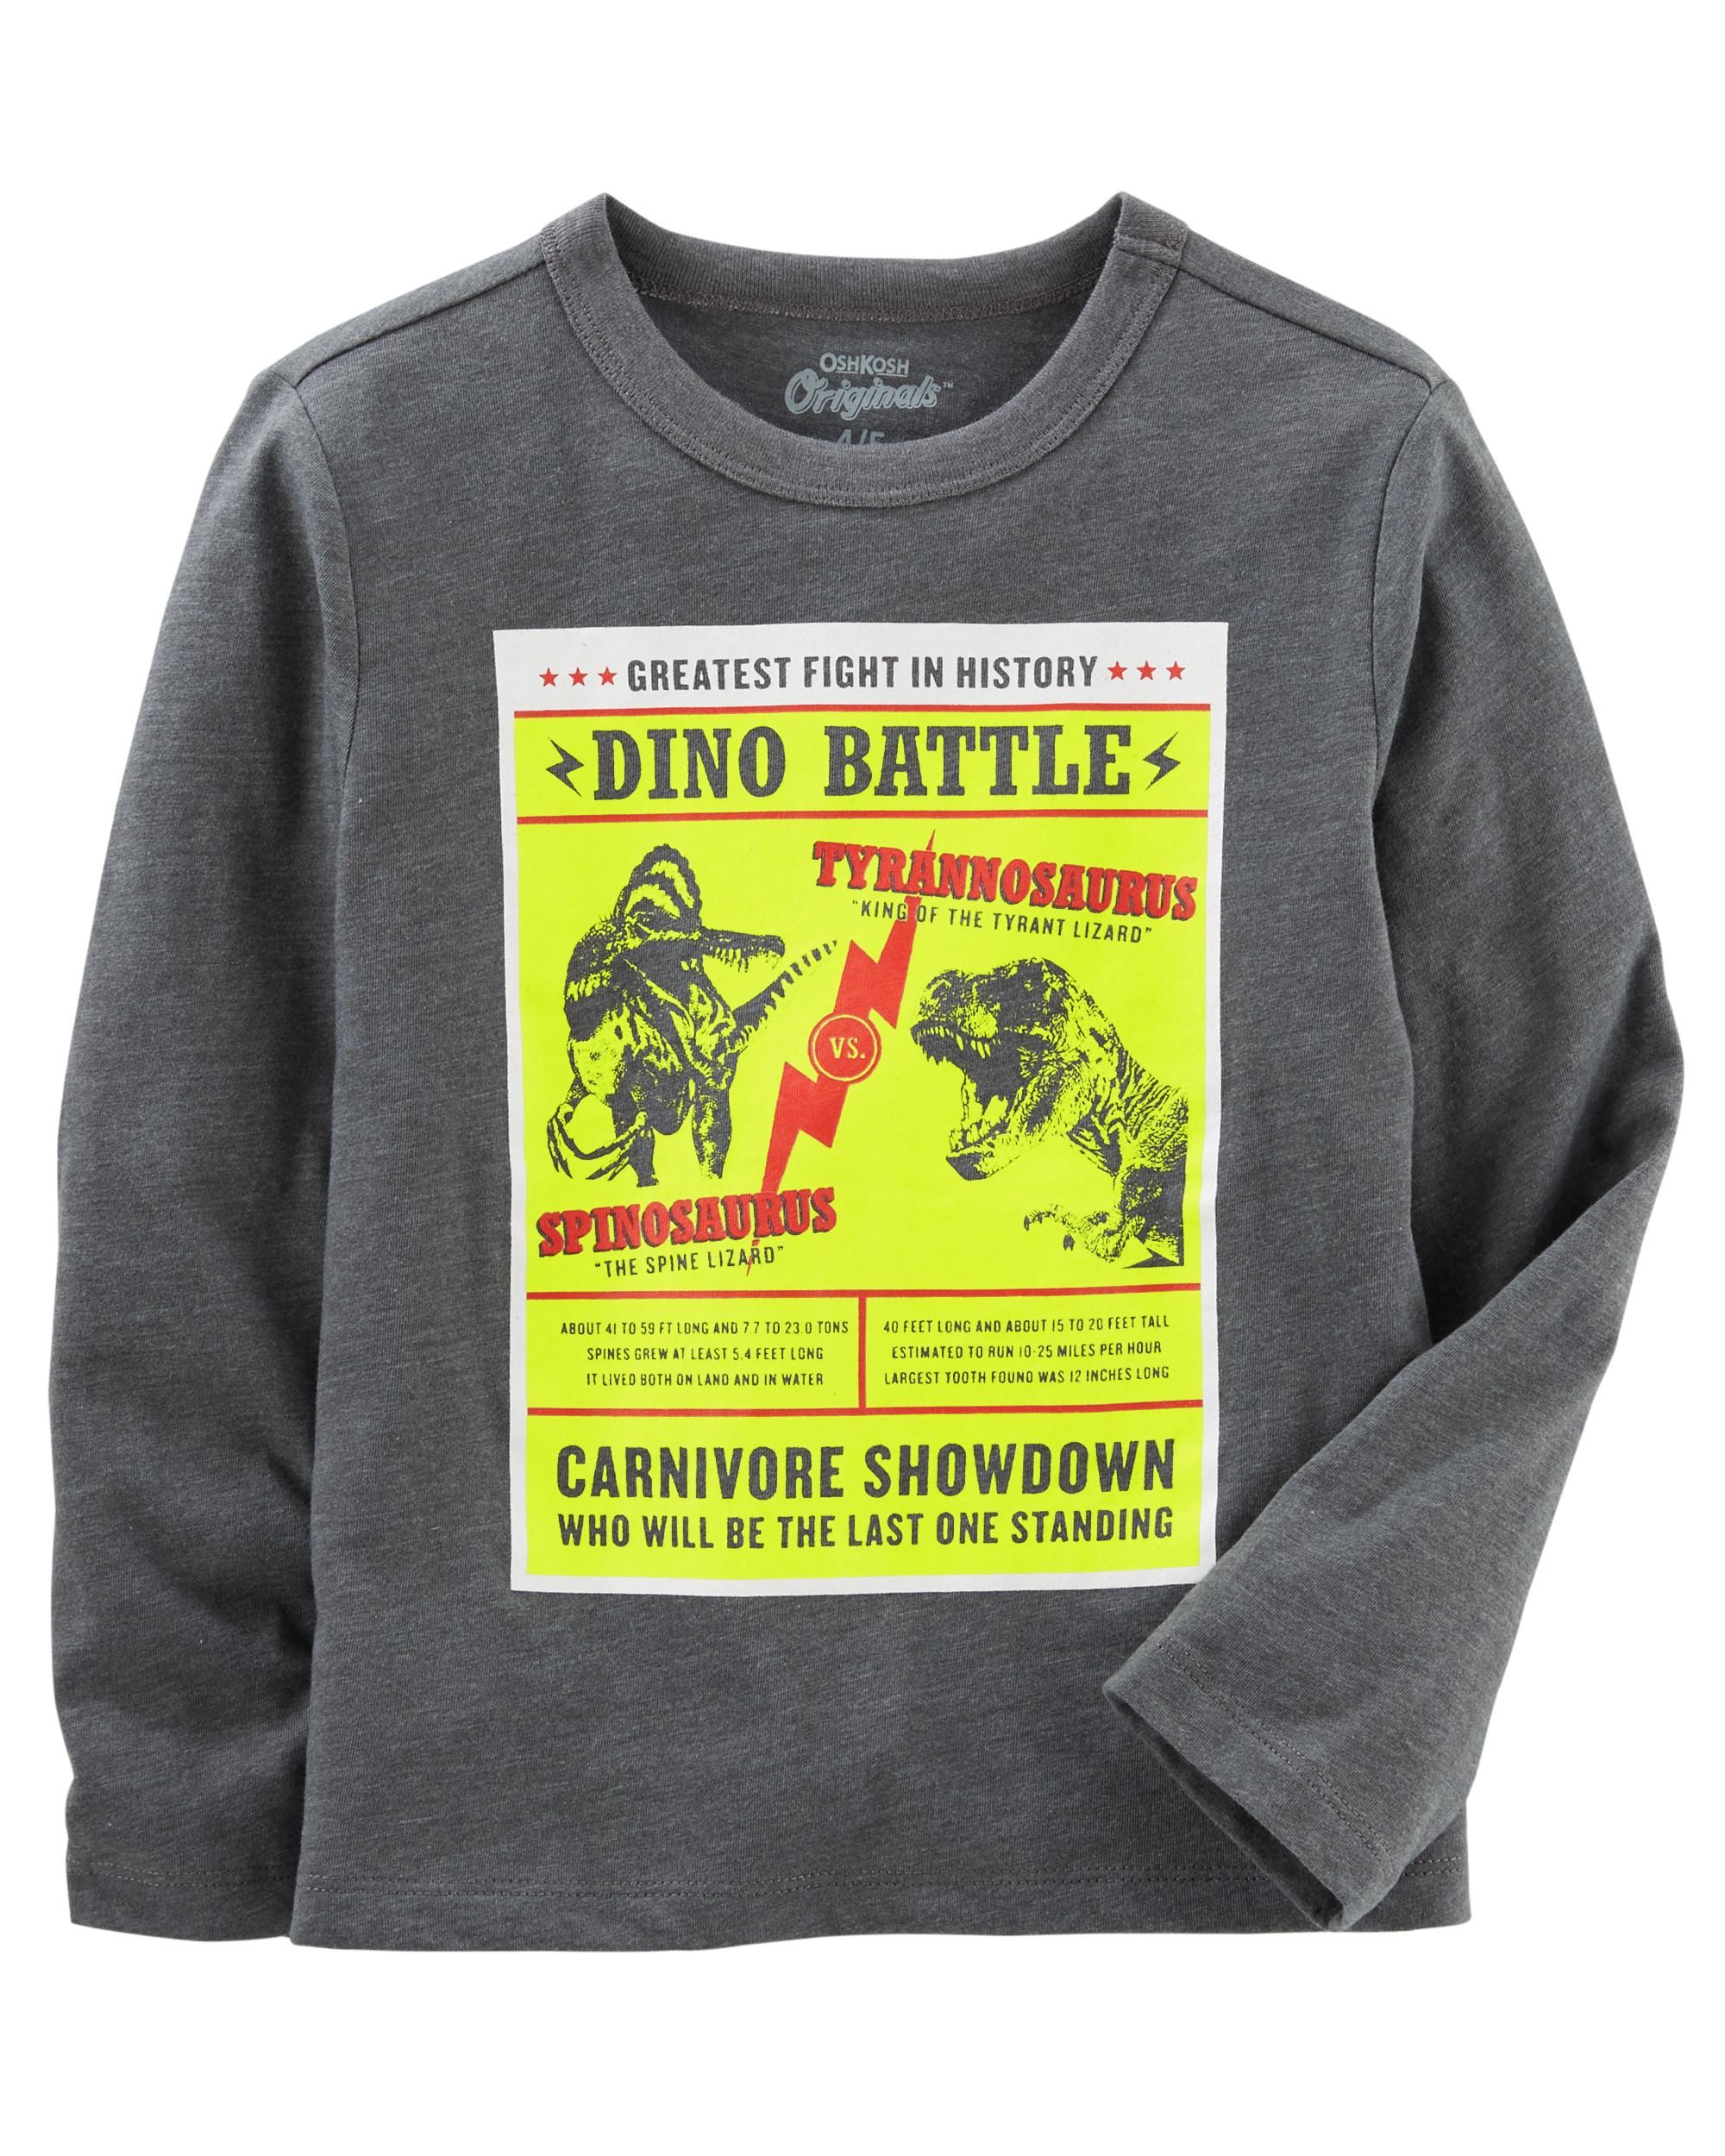 OSHKOSH
Originals™
4/5
GREATEST FIGHT IN HISTORY
DINO BATTLE
TYRANNOSAURUS
"KING OF THE TYRANT LIZARD"
VS.
SPINOSAURUS
"THE SPINE LIZARD"
ABOUT 41 TO 59 FT LONG AND 7.7 TO 23.0 TONS
SPINES GREW AT LEAST 5.4 FEET LONG
IT LIVED BOTH ON LAND AND IN WATER
40 FEET LONG AND ABOUT 15 TO 20 FEET TALL
ESTIMATED TO RUN 10-25 MILES PER HOUR
LARGEST TOOTH FOUND WAS 12 INCHES LONG
CARNIVORE SHOWDOWN
WHO WILL BE THE LAST ONE STANDING